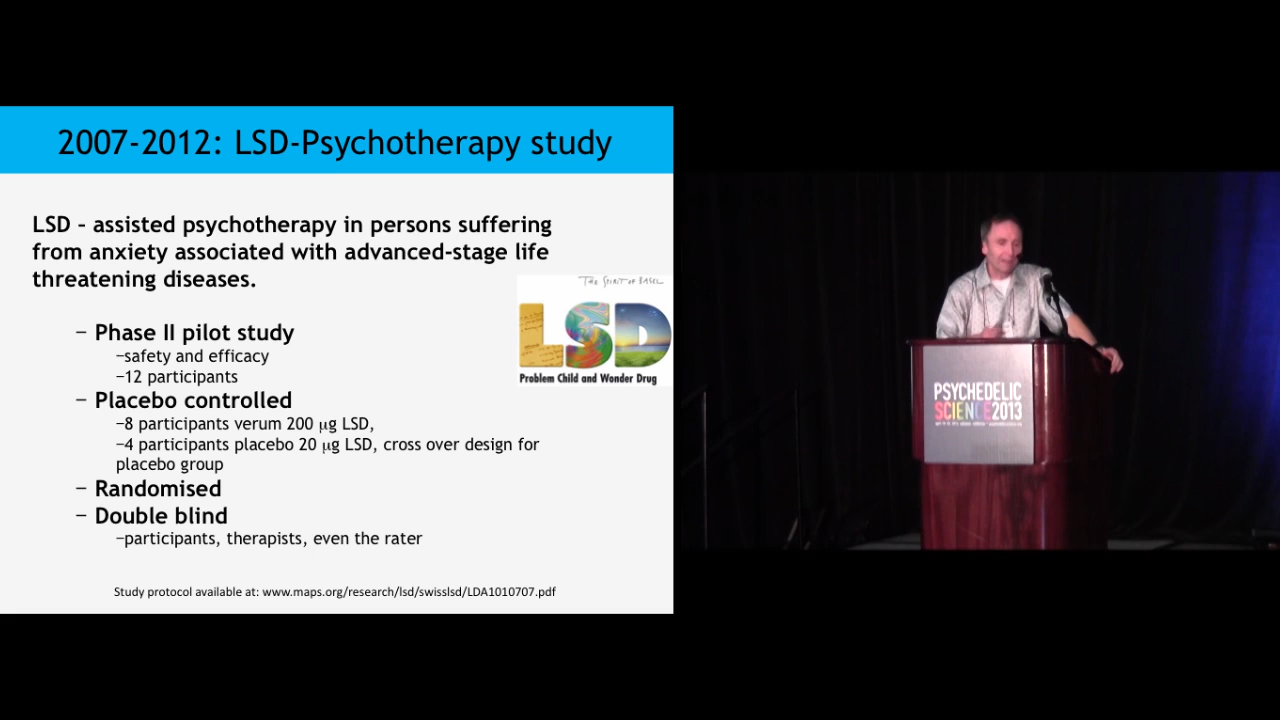 2007-2012: LSD-Psychotherapy study
LSD – assisted psychotherapy in persons suffering
from anxiety associated with advanced-stage life
threatening diseases.
THE SPIRIT OF BASEL
LSD
Problem Child and Wonder Drug
– Phase II pilot study
–safety and efficacy
–12 participants
– Placebo controlled
–8 participants verum 200 μg LSD,
–4 participants placebo 20 μg LSD, cross over design for
placebo group
– Randomised
– Double blind
–participants, therapists, even the rater
Study protocol available at: www.maps.org/research/lsd/swisslsd/LDA1010707.pdf
PSYCHEDELIC
SCIENCE2013